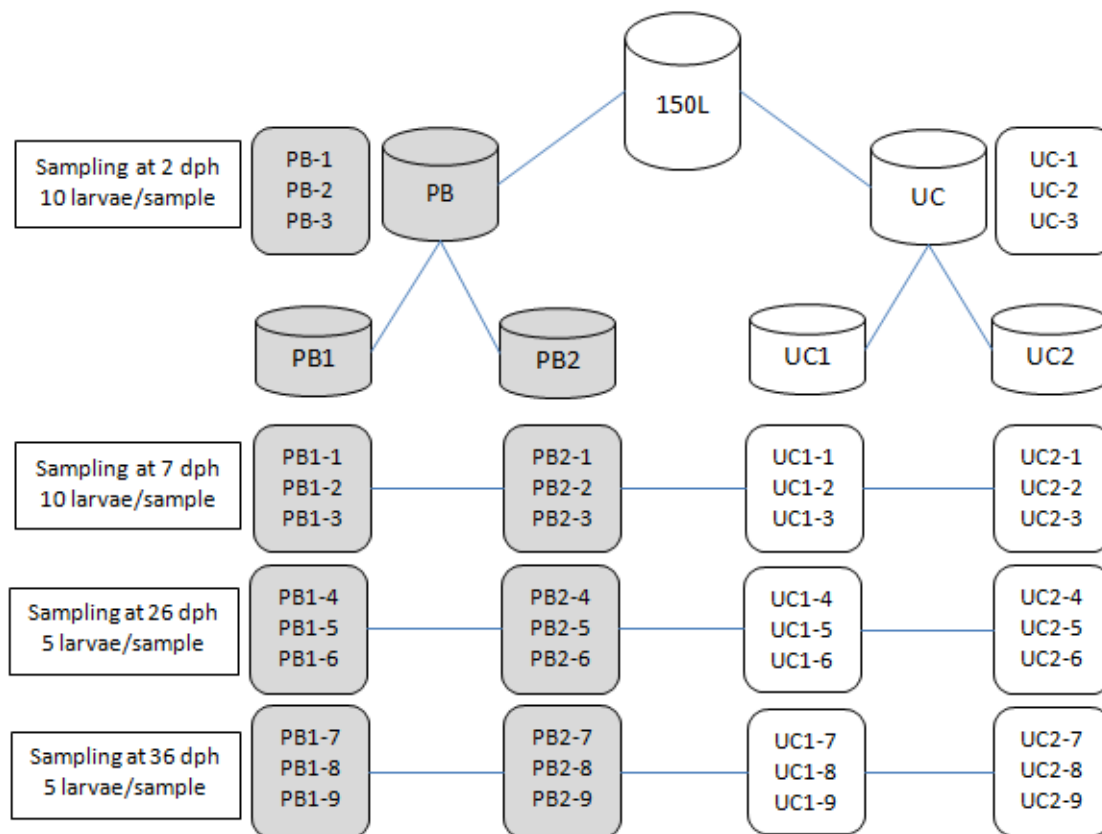 150L
Sampling at 2 dph
10 larvae/sample
PB-1
PB-2
PB-3
PB
UC
UC-1
UC-2
UC-3
PB1
PB2
UC1
UC2
Sampling at 7 dph
10 larvae/sample
PB1-1
PB1-2
PB1-3
PB2-1
PB2-2
PB2-3
UC1-1
UC1-2
UC1-3
UC2-1
UC2-2
UC2-3
Sampling at 26 dph
5 larvae/sample
PB1-4
PB1-5
PB1-6
PB2-4
PB2-5
PB2-6
UC1-4
UC1-5
UC1-6
UC2-4
UC2-5
UC2-6
Sampling at 36 dph
5 larvae/sample
PB1-7
PB1-8
PB1-9
PB2-7
PB2-8
PB2-9
UC1-7
UC1-8
UC1-9
UC2-7
UC2-8
UC2-9